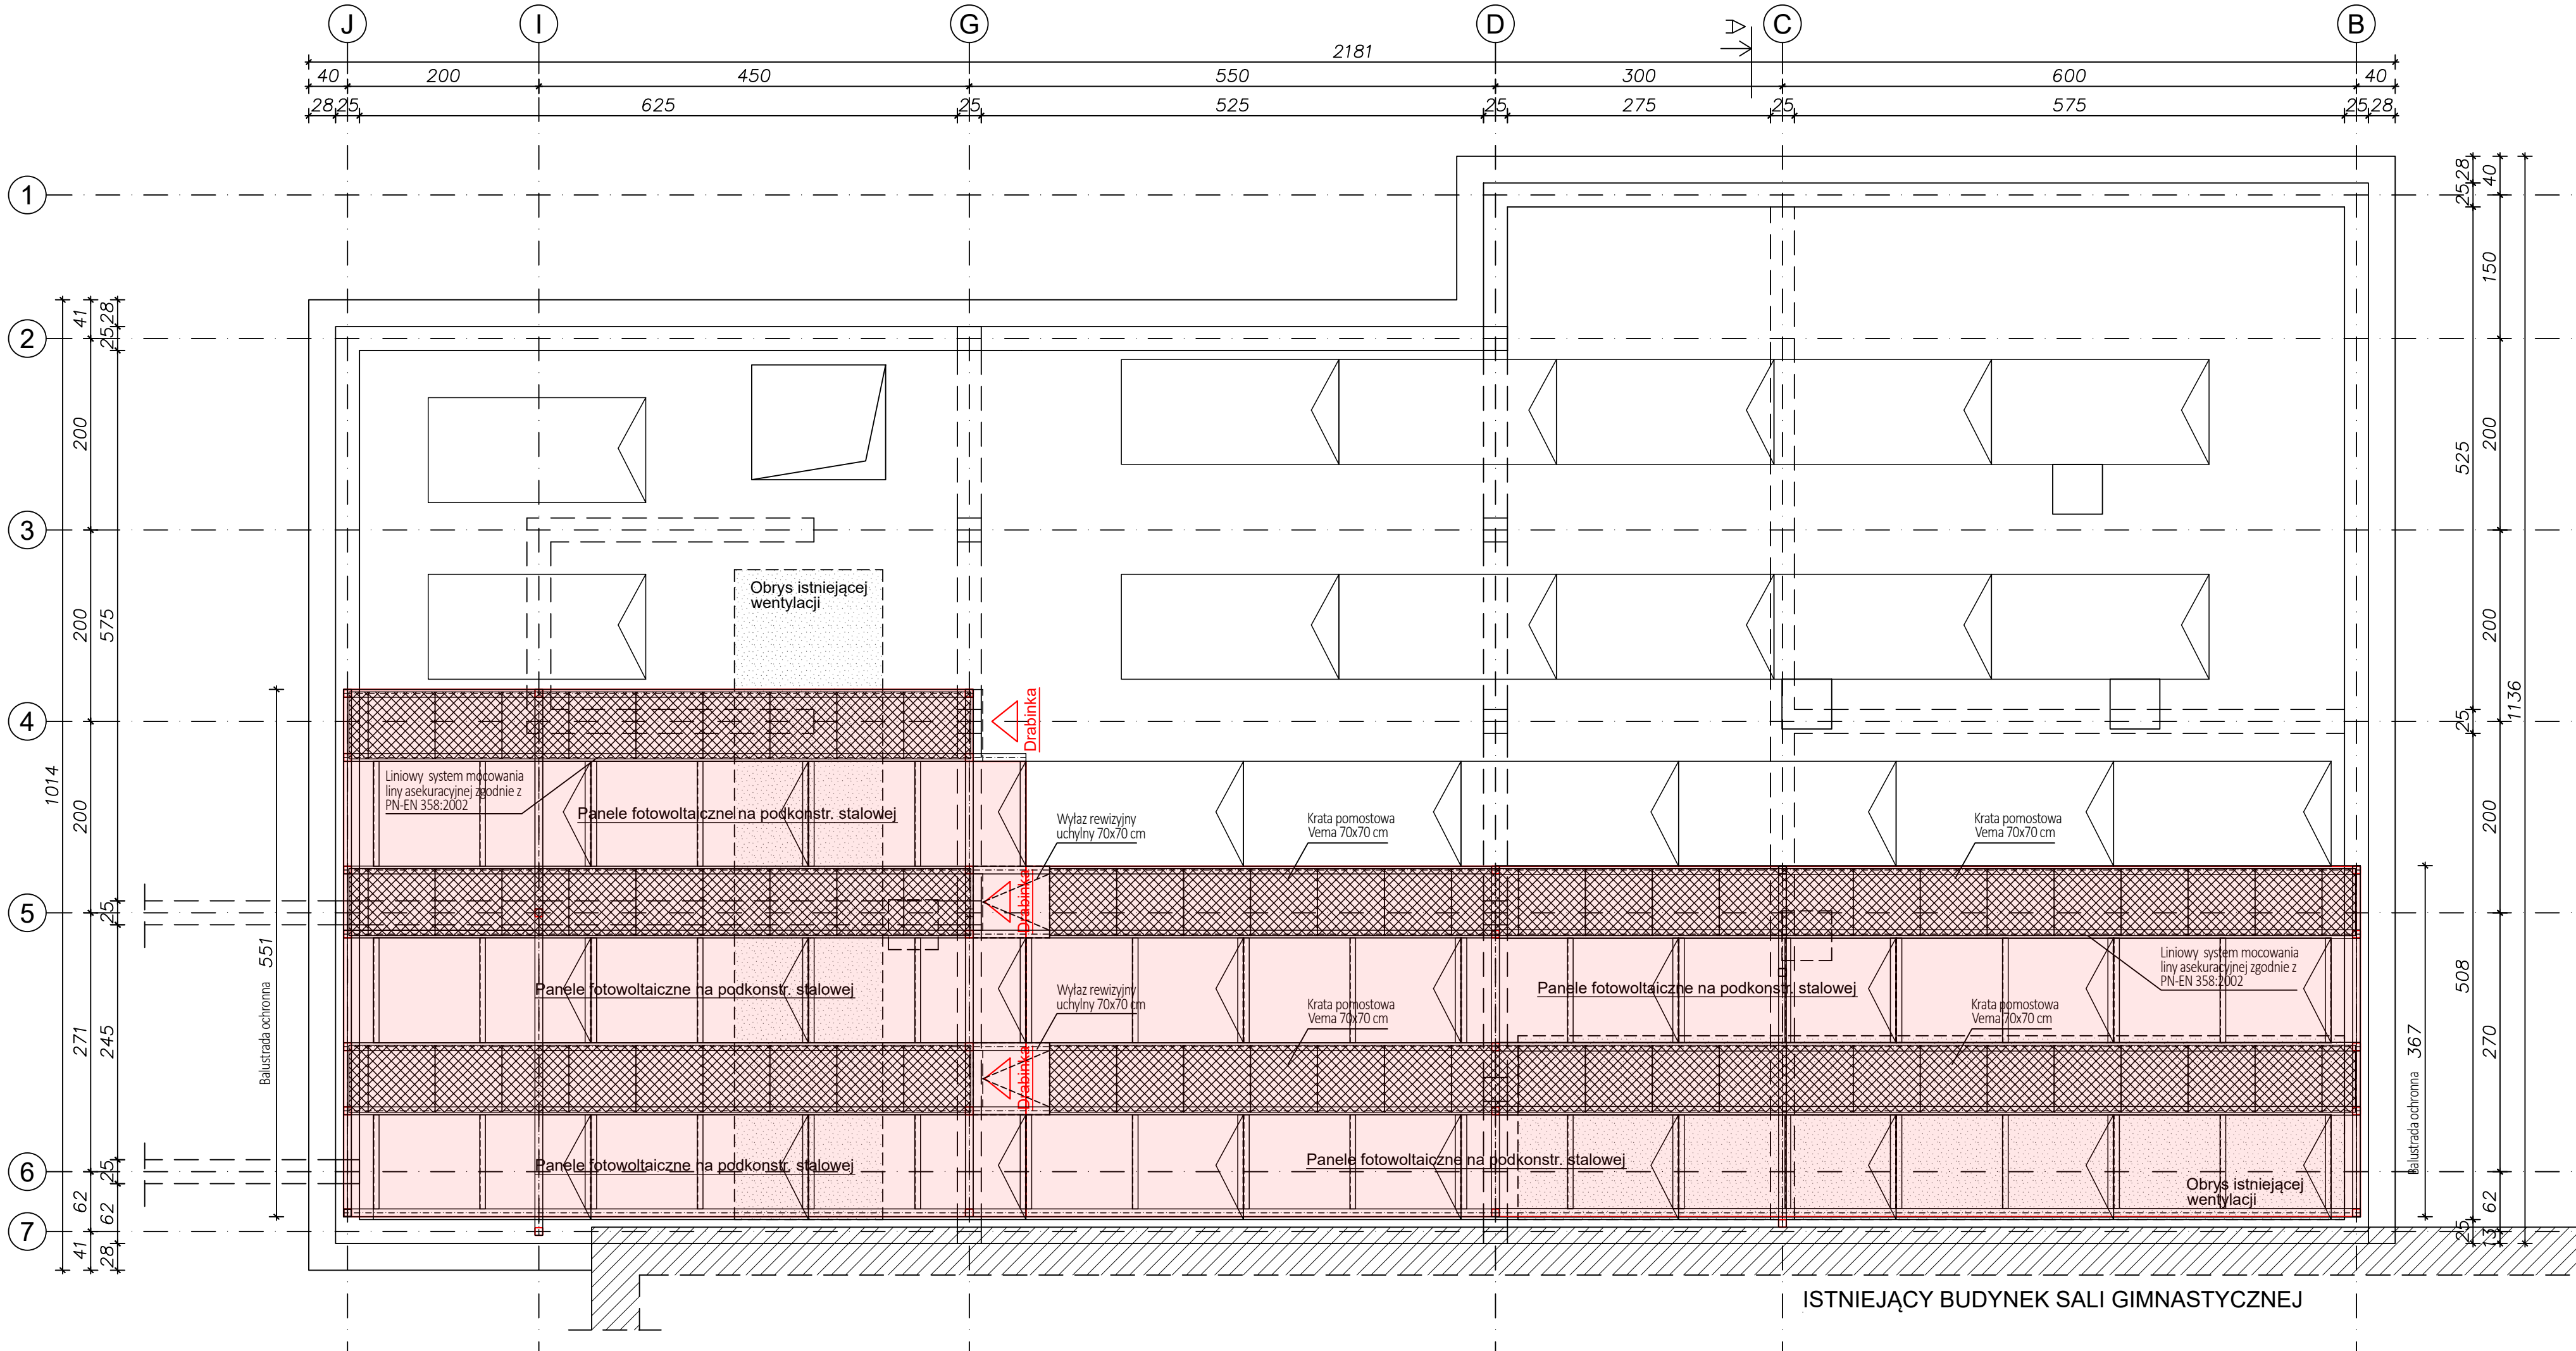 J
I
G
D
C
B
A
2181
40
200
450
550
300
600
40
28
25
625
25
525
25
275
25
575
25
28
1
2
3
4
5
6
7
1014
41
200
200
200
271
62
41
28
25
575
25
245
25
62
28
Balustrada ochronna 551
28
25
525
25
508
25
40
150
200
200
200
270
62
13
1136
Balustrada ochronna 367
Obrys istniejącej
wentylacji
Drabinka
Liniowy system mocowania
liny asekuracyjnej zgodnie z
PN-EN 358:2002
Panele fotowoltaiczne na podkonstr. stalowej
Wyłaz rewizyjny
uchylny 70x70 cm
Krata pomostowa
Vema 70x70 cm
Krata pomostowa
Vema 70x70 cm
Drabinka
Liniowy system mocowania
liny asekuracyjnej zgodnie z
PN-EN 358:2002
Panele fotowoltaiczne na podkonstr. stalowej
Wyłaz rewizyjny
uchylny 70x70 cm
Krata pomostowa
Vema 70x70 cm
Panele fotowoltaiczne na podkonstr. stalowej
Krata pomostowa
Vema 70x70 cm
Drabinka
Panele fotowoltaiczne na podkonstr. stalowej
Panele fotowoltaiczne na podkonstr. stalowej
Obrys istniejącej
wentylacji
ISTNIEJĄCY BUDYNEK SALI GIMNASTYCZNEJ